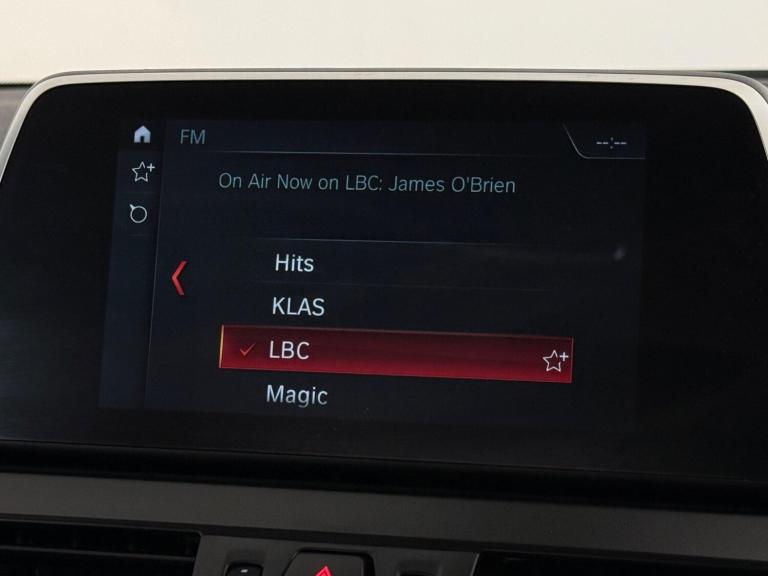 FM
--:--
On Air Now on LBC: James O'Brien
Hits
KLAS
LBC
Magic